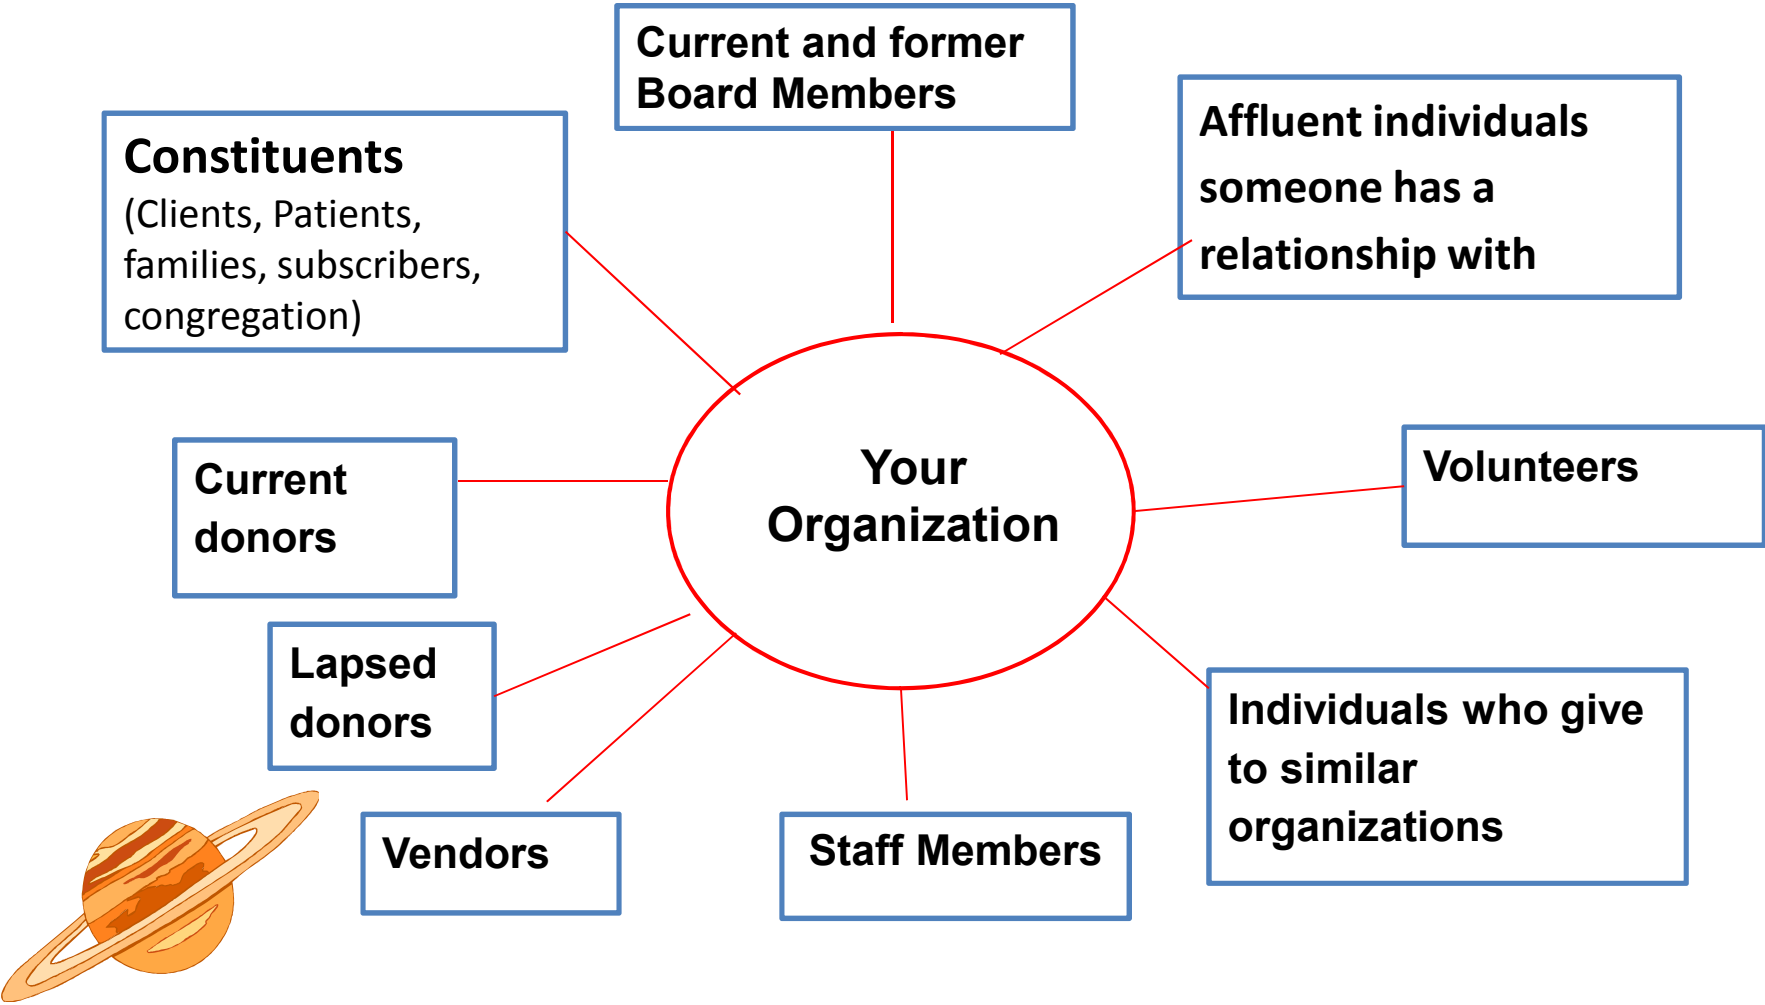 Current and former
Board Members
Constituents
(Clients, Patients,
families, subscribers,
congregation)
Affluent individuals
someone has a
relationship with
Your
Organization
Current
donors
Volunteers
Lapsed
donors
Individuals who give
to similar
organizations
Vendors
Staff Members